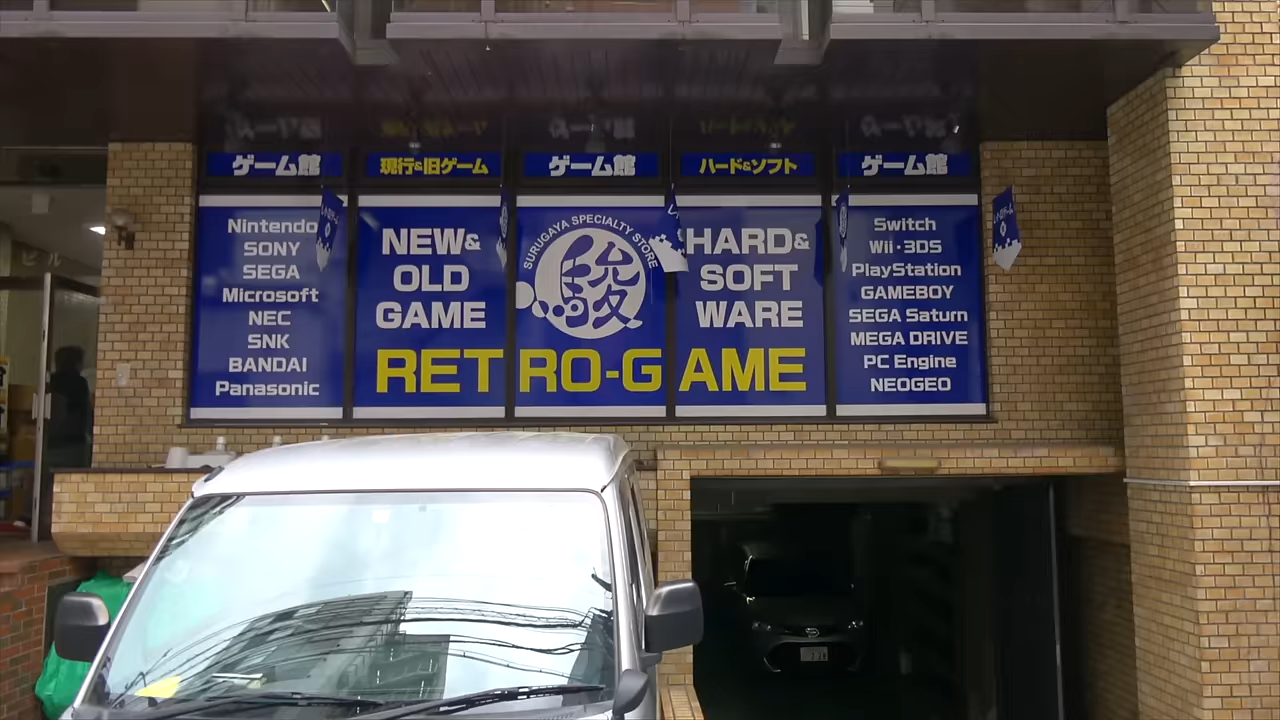 ゲーム館
現行&旧ゲーム
ゲーム館
ハード&ソフト
ゲーム館
Nintendo
SONY
SEGA
Microsoft
NEC
SNK
BANDAI
Panasonic
NEW&
OLD
GAME
SURUGAYA SPECIALTY STORE
駿
HARD&
SOFT
WARE
RETRO-GAME
Switch
Wii・3DS
PlayStation
GAMEBOY
SEGA Saturn
MEGA DRIVE
PC Engine
NEOGEO
ビル